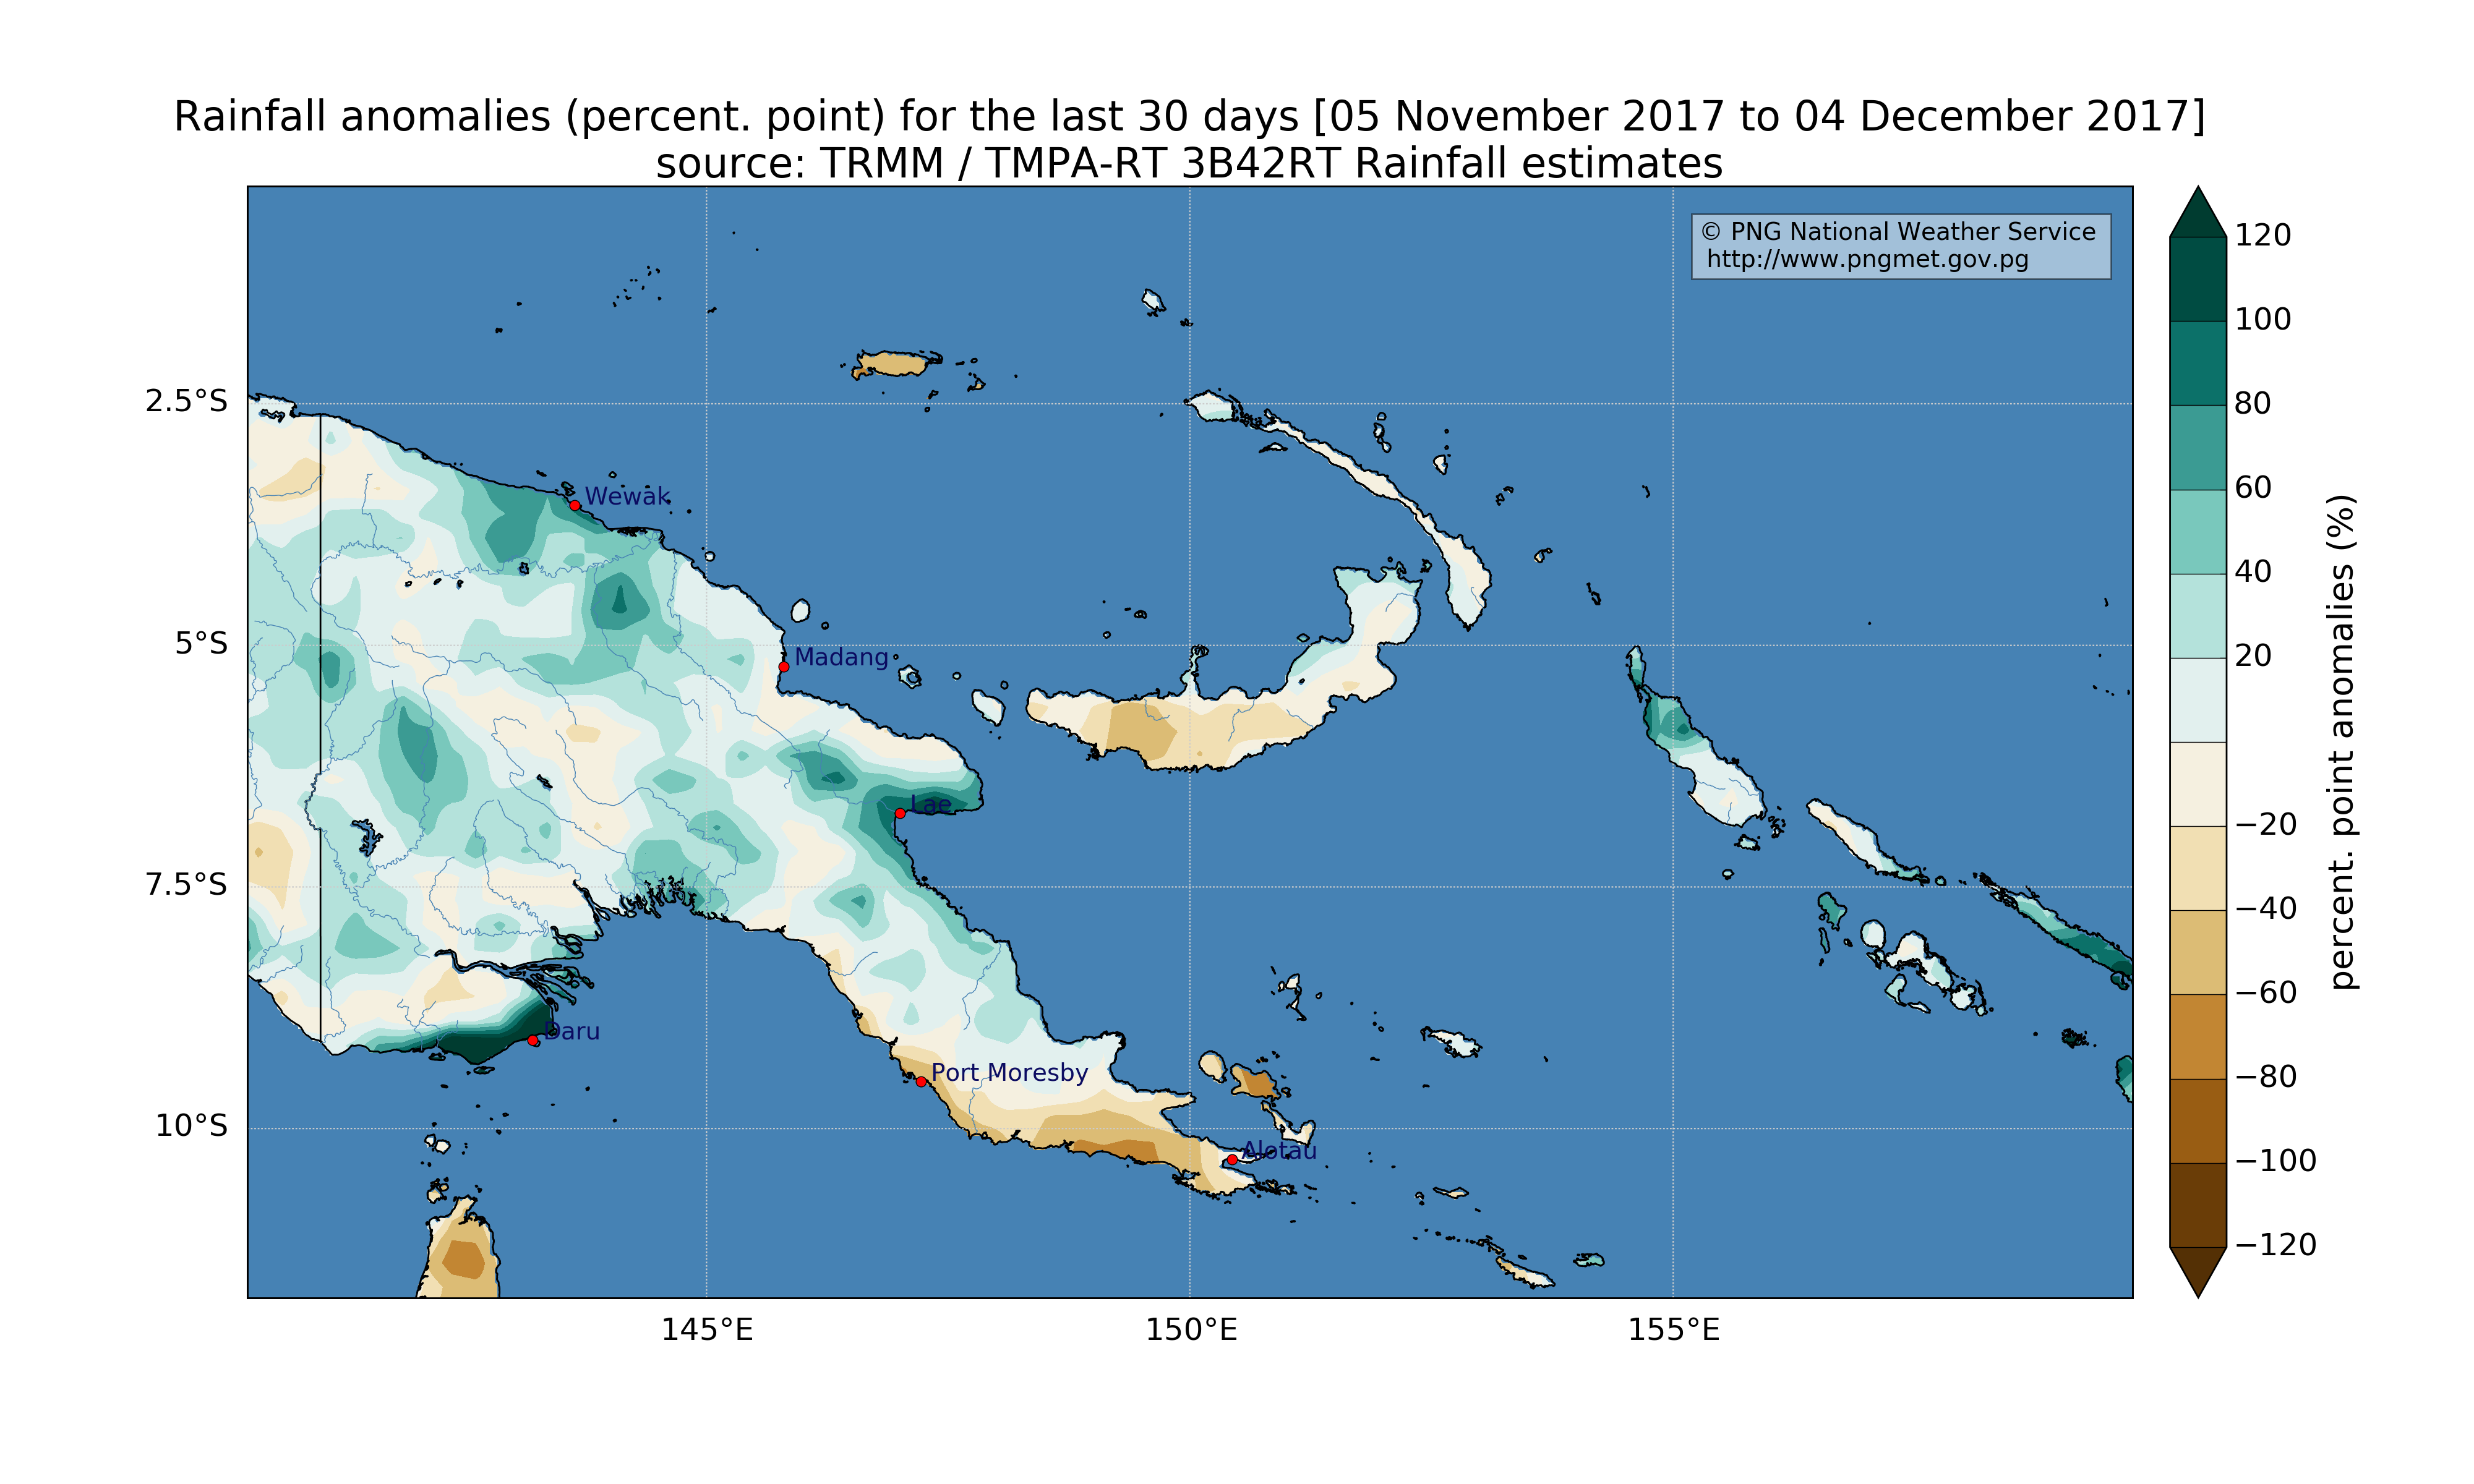 Rainfall anomalies (percent. point) for the last 30 days [05 November 2017 to 04 December 2017]
source: TRMM / TMPA-RT 3B42RT Rainfall estimates
© PNG National Weather Service
http://www.pngmet.gov.pg
2.5°S
5°S
7.5°S
10°S
Wewak
Madang
Lae
Daru
Port Moresby
Alotau
145°E
150°E
155°E
120
100
80
60
40
20
−20
−40
−60
−80
−100
−120
percent. point anomalies (%)